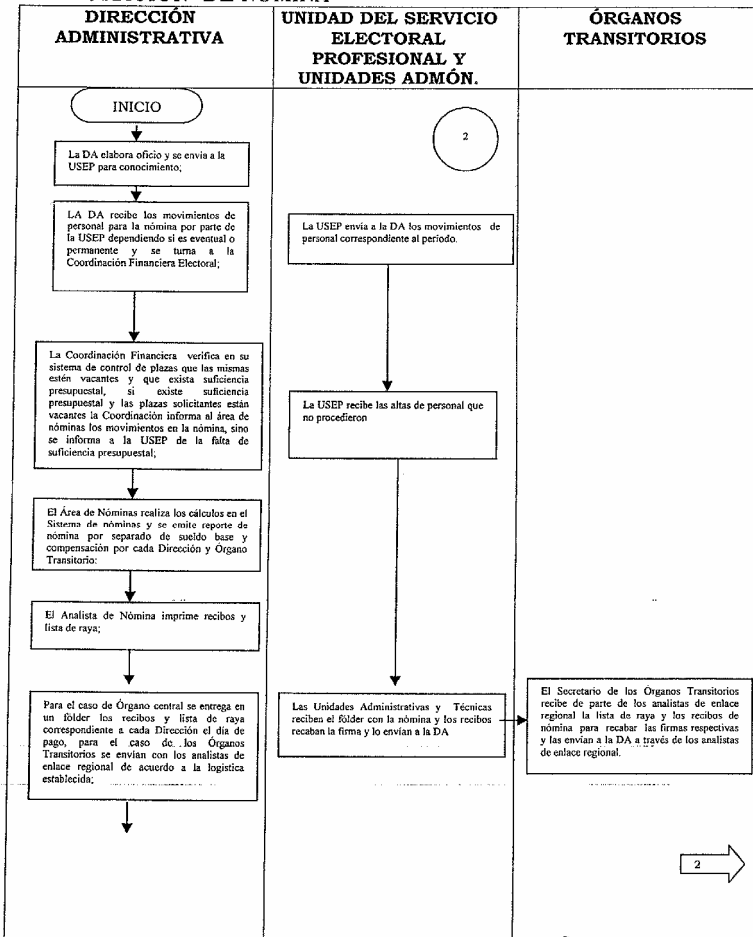 DE NÓMINA
DIRECCIÓN
ADMINISTRATIVA
UNIDAD DEL SERVICIO
ELECTORAL
PROFESIONAL Y
UNIDADES ADMÓN.
ÓRGANOS
TRANSITORIOS
INICIO
La DA elabora oficio y se envía a la
USEP para conocimiento;
LA DA recibe los movimientos de
personal para la nómina por parte de
la USEP dependiendo si es eventual o
permanente y se turna a la
Coordinación Financiera Electoral;
La Coordinación Financiera verifica en su
sistema de control de plazas que las mismas
estén vacantes y que exista suficiencia
presupuestal, si existe suficiencia
presupuestal y las plazas solicitantes están
vacantes la Coordinación informa al área de
nóminas los movimientos en la nómina, sino
se informa a la USEP de la falta de
suficiencia presupuestal;
El Área de Nóminas realiza los cálculos en el
Sistema de nóminas y se emite reporte de
nómina por separado de sueldo base y
compensación por cada Dirección y Órgano
Transitorio:
El Analista de Nómina imprime recibos y
lista de raya;
Para el caso de Órgano central se entrega en
un fólder los recibos y lista de raya
correspondiente a cada Dirección el día de
pago, para el caso de los Órganos
Transitorios se envían con los analistas de
enlace regional de acuerdo a la logística
establecida;
2
La USEP envía a la DA los movimientos de
personal correspondiente al período.
La USEP recibe las altas de personal que
no procedieron
Las Unidades Administrativas y Técnicas
reciben el fólder con la nómina y los recibos
recaban la firma y lo envían a la DA
El Secretario de los Órganos Transitorios
recibe de parte de los analistas de enlace
regional la lista de raya y los recibos de
nómina para recabar las firmas respectivas
y las envían a la DA a través de los analistas
de enlace regional.
2